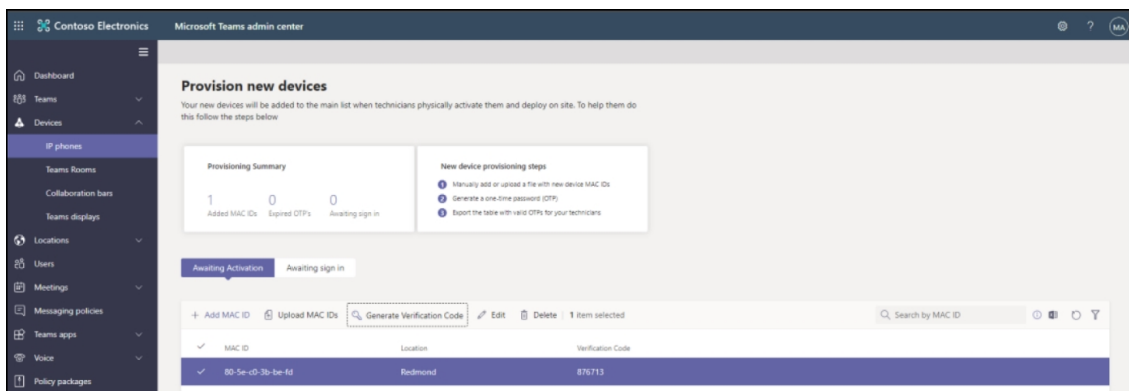 Contoso Electronics
Microsoft Teams admin center
?
MA
Dashboard
Teams
Devices
IP phones
Teams Rooms
Collaboration bars
Teams displays
Locations
Users
Meetings
Messaging policies
Teams apps
Voice
Policy packages
Provision new devices
Your new devices will be added to the main list when technicians physically activate them and deploy on site. To help them do
this follow the steps below
Provisioning Summary
1 0 0
Added MAC IDs Expired OTPs Awaiting sign in
New device provisioning steps
1 Manually add or upload a file with new device MAC IDs
2 Generate a one-time password (OTP)
3 Export the table with valid OTPs for your technicians
Awaiting Activation Awaiting sign in
+ Add MAC ID Upload MAC IDs Generate Verification Code Edit Delete 1 item selected Search by MAC ID
MAC ID Location Verification Code
80-5e-c0-3b-be-fd Redmond 876713